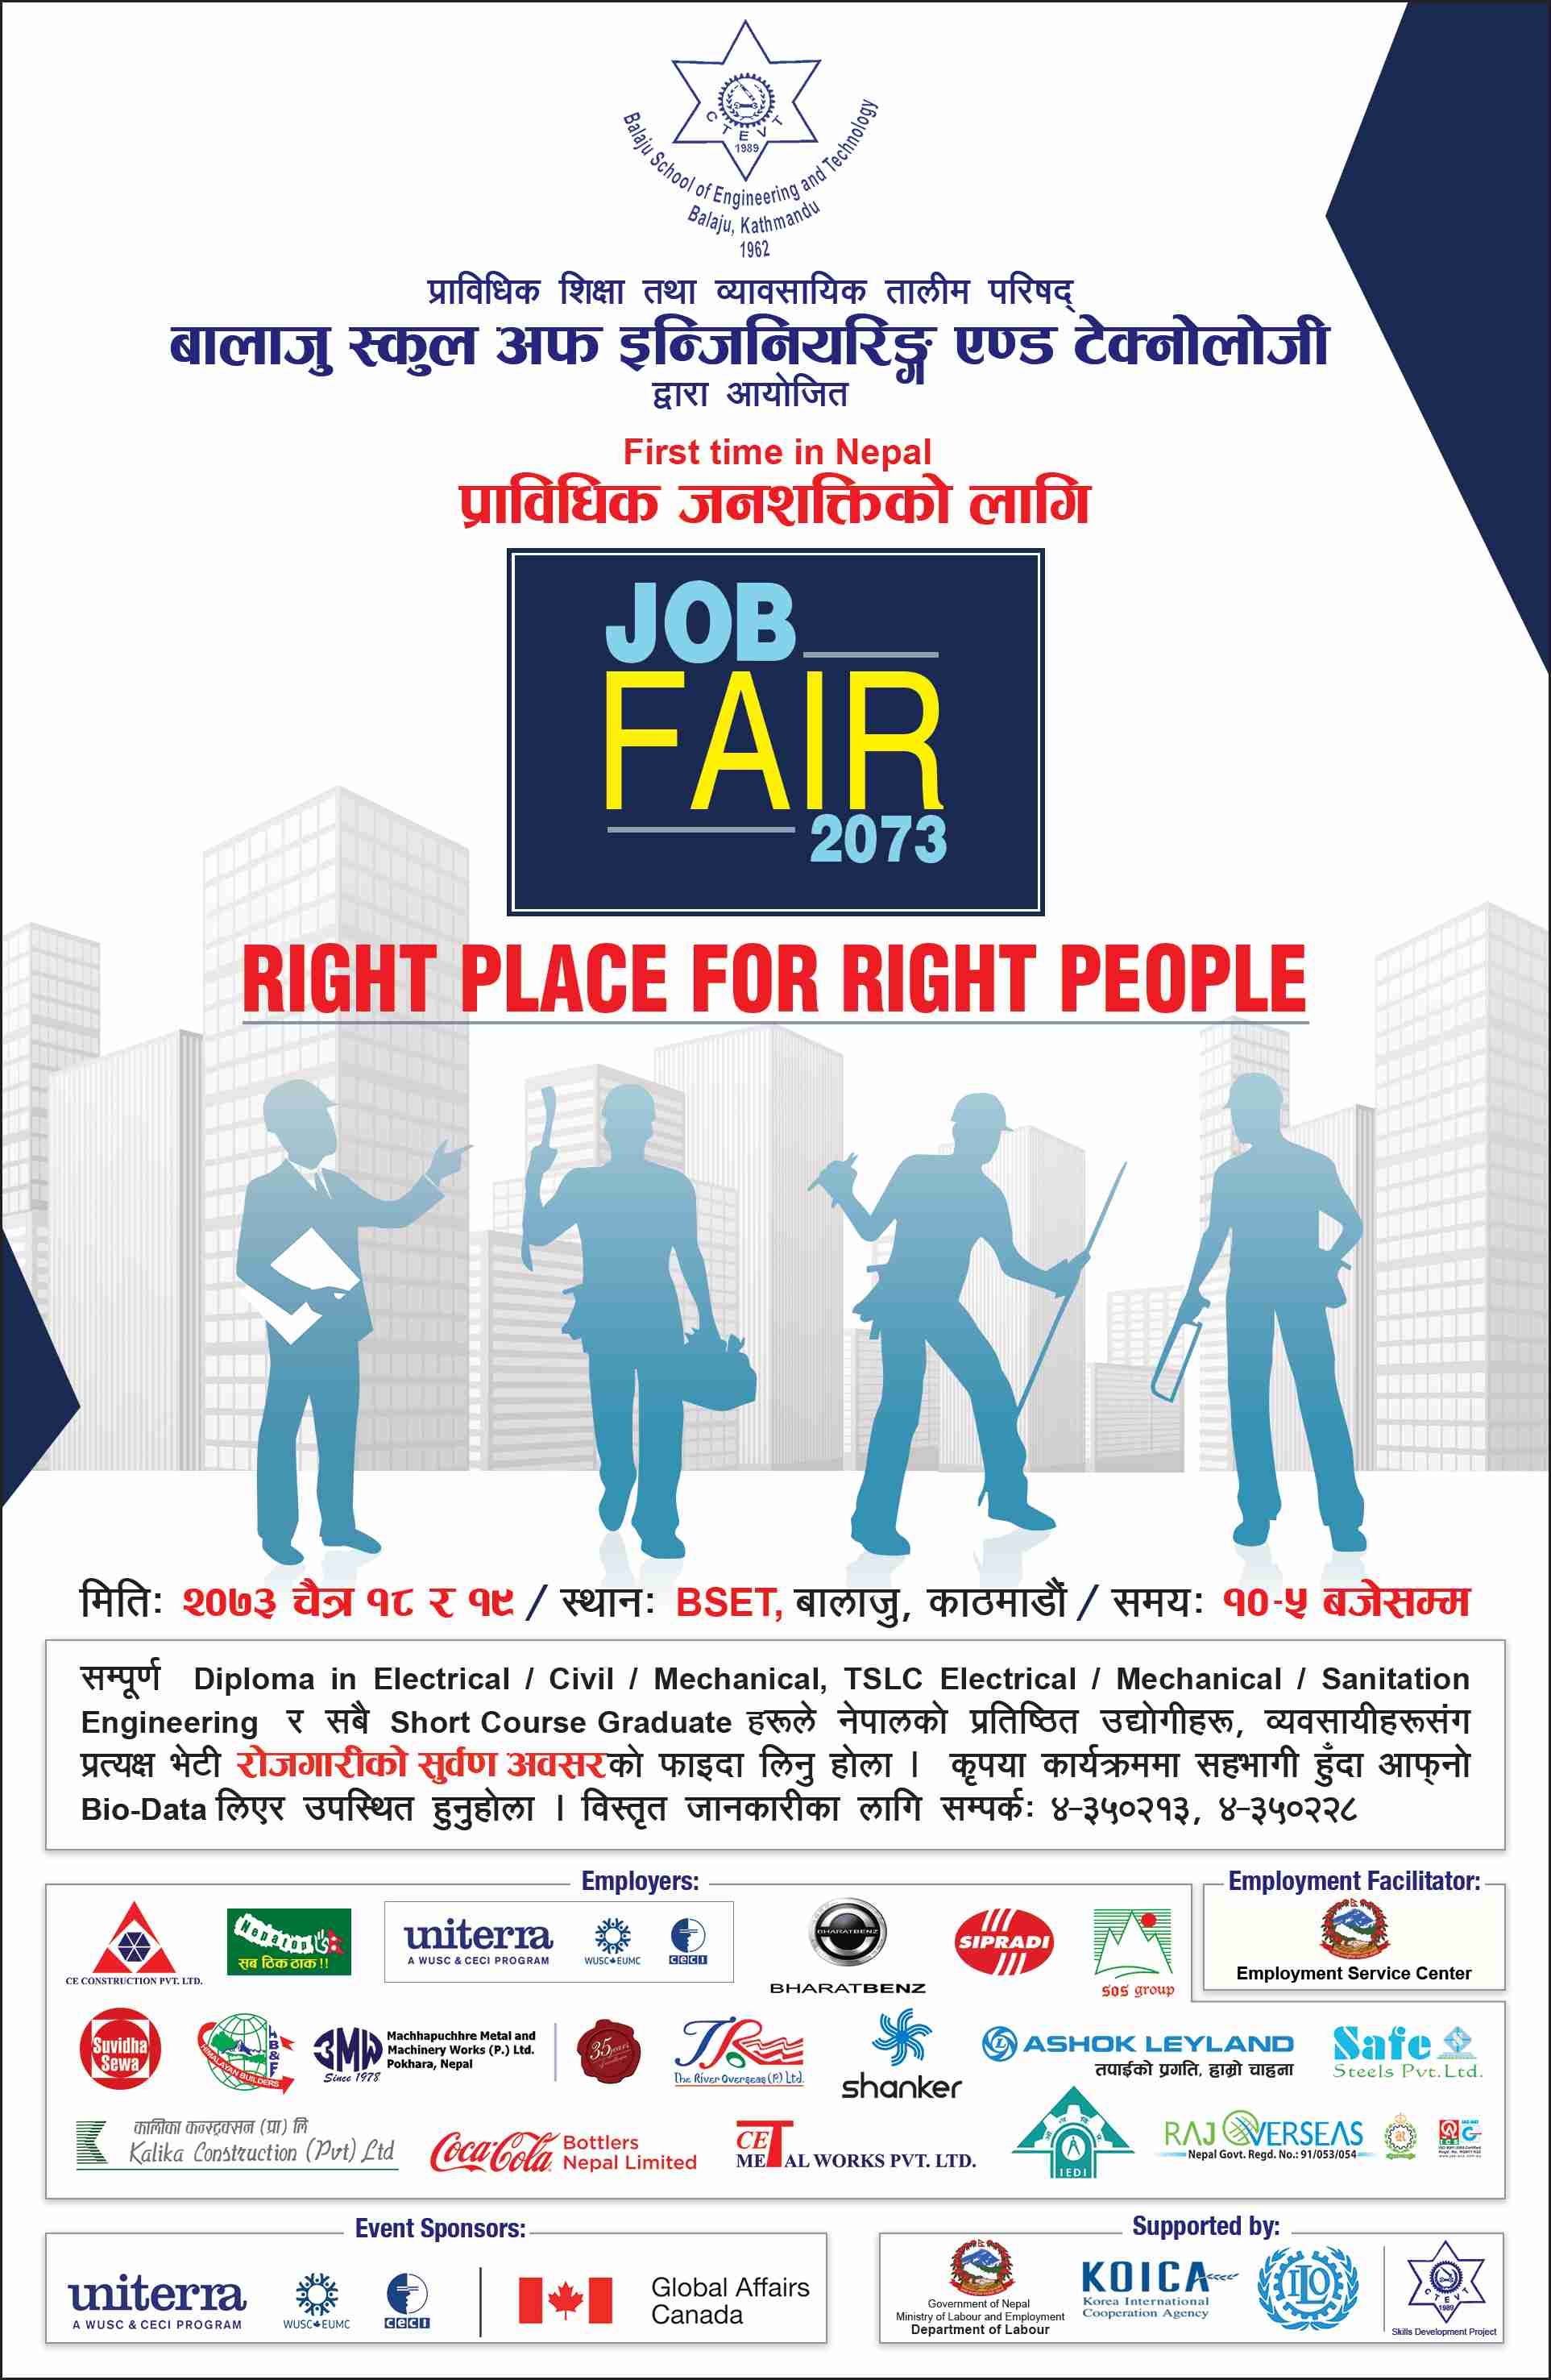 CTEVT
1989
Balaju School of Engineering and Technology
Balaju, Kathmandu
1962
प्राविधिक शिक्षा तथा व्यावसायिक तालीम परिषद्
बालाजु स्कुल अफ इन्जिनियरिङ्ग एण्ड टेक्नोलोजी
द्वारा आयोजित
First time in Nepal
प्राविधिक जनशक्तिको लागि
JOB
FAIR
2073
RIGHT PLACE FOR RIGHT PEOPLE
मितिः २०७३ चैत्र १८ र १९ / स्थानः BSET, बालाजु, काठमाडौं / समयः १०-५ बजेसम्म
सम्पूर्ण Diploma in Electrical / Civil / Mechanical, TSLC Electrical / Mechanical / Sanitation
Engineering र सबै Short Course Graduate हरूले नेपालको प्रतिष्ठित उद्योगीहरू, व्यवसायीहरूसंग
प्रत्यक्ष भेटी रोजगारीको सुर्वण अवसरको फाइदा लिनु होला । कृपया कार्यक्रममा सहभागी हुँदा आफ्नो
Bio-Data लिएर उपस्थित हुनुहोला । विस्तृत जानकारीका लागि सम्पर्कः ४-३५०२१३, ४-३५०२२८
Employers:
Employment Facilitator:
CE CONSTRUCTION PVT. LTD.
Nepatop
सब ठिक ठाक !!
uniterra
A WUSC & CECI PROGRAM
WUSC EUMC
CECI
BHARATBENZ
BHARATBENZ
SIPRADI
SOS group
Employment Service Center
Suvidha
Sewa
HIMALAYAN BUILDERS
HB&F
3MW
Machhapuchhre Metal and
Machinery Works (P.) Ltd.
Pokhara, Nepal
Since 1978
35 years
TRO
The River Overseas (P.) Ltd.
shanker
ASHOK LEYLAND
तपाईको प्रगति, हाम्रो चाहना
Safe
Steels Pvt.Ltd.
कालिका कन्स्ट्रक्सन (प्रा) लि
Kalika Construction (Pvt) Ltd
Coca-Cola
Bottlers
Nepal Limited
CE
METAL WORKS PVT. LTD.
IEDI
RAJ OVERSEAS
Nepal Govt. Regd. No.: 91/053/054
Event Sponsors:
uniterra
A WUSC & CECI PROGRAM
WUSC EUMC
CECI
Global Affairs
Canada
Supported by:
Government of Nepal
Ministry of Labour and Employment
Department of Labour
KOICA
Korea International
Cooperation Agency
ILO
CTEVT
1989
Skills Development Project